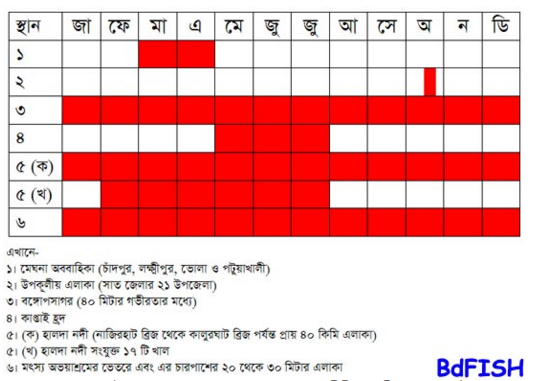 স্থান জা ফে মা এ মে জু জু আ সে অ ন ডি
১
২
৩
৪
৫ (ক)
৫ (খ)
৬
এখানে-
১। মেঘনা অববাহিকা (চাঁদপুর, লক্ষ্মীপুর, ভোলা ও পটুয়াখালী)
২। উপকূলীয় এলাকা (সাত জেলার ২১ উপজেলা)
৩। বঙ্গোপসাগর (৪০ মিটার গভীরতার মধ্যে)
৪। কাপ্তাই হ্রদ
৫। (ক) হালদা নদী (নাজিরহাট ব্রিজ থেকে কালুরঘাট ব্রিজ পর্যন্ত প্রায় ৪০ কিমি এলাকা)
৫। (খ) হালদা নদী সংযুক্ত ১৭ টি খাল
৬। মৎস্য অভয়াশ্রমের ভেতরে এবং এর চারপাশের ২০ থেকে ৩০ মিটার এলাকা
BdFISH